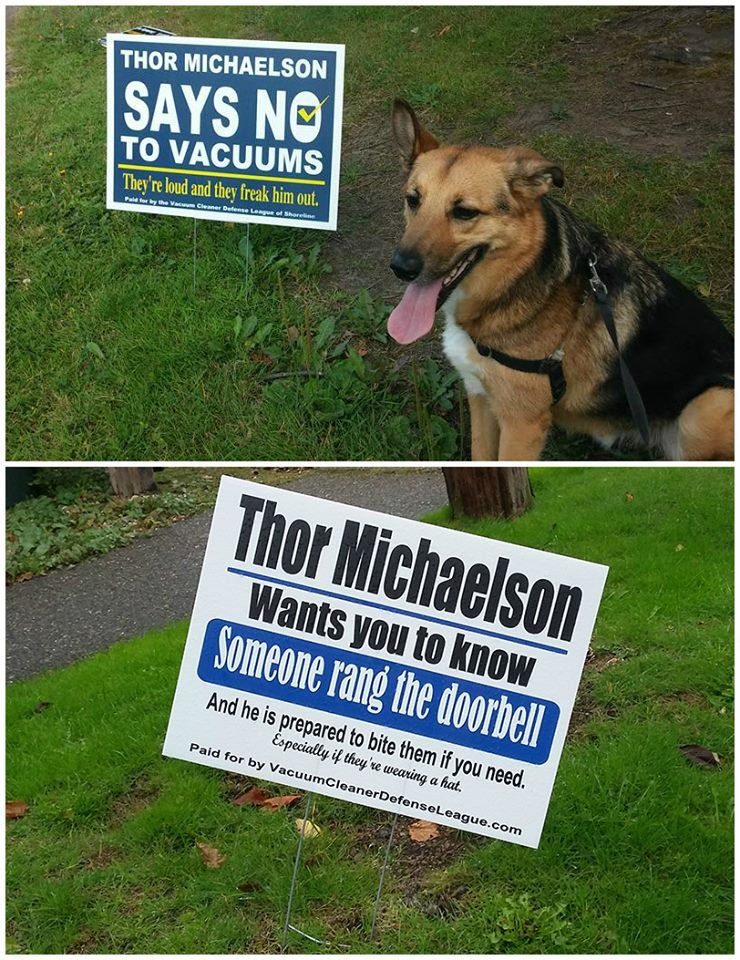 THOR MICHAELSON
SAYS NO
TO VACUUMS
They're loud and they freak him out.
Paid for by the Vacuum Cleaner Defense League of Shoreline
Thor Michaelson
Wants you to know
Someone rang the doorbell
And he is prepared to bite them if you need.
Especially if they're wearing a hat.
Paid for by VacuumCleanerDefenseLeague.com